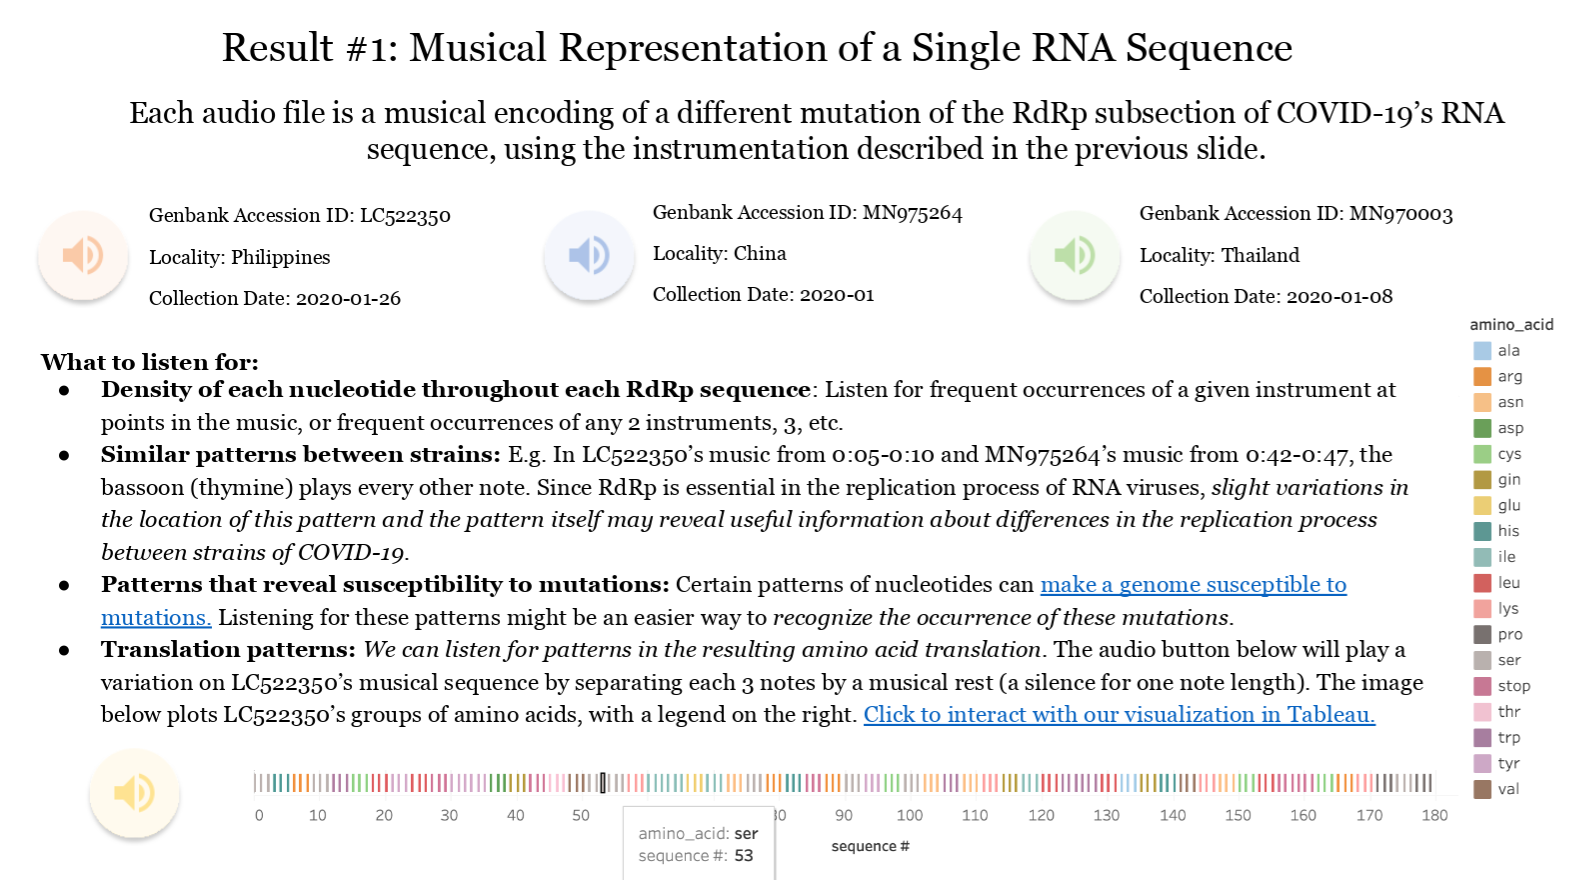 Result #1: Musical Representation of a Single RNA Sequence
Each audio file is a musical encoding of a different mutation of the RdRp subsection of COVID-19’s RNA
sequence, using the instrumentation described in the previous slide.
Genbank Accession ID: LC522350
Locality: Philippines
Collection Date: 2020-01-26
Genbank Accession ID: MN975264
Locality: China
Collection Date: 2020-01
Genbank Accession ID: MN970003
Locality: Thailand
Collection Date: 2020-01-08
What to listen for:
● Density of each nucleotide throughout each RdRp sequence: Listen for frequent occurrences of a given instrument at
points in the music, or frequent occurrences of any 2 instruments, 3, etc.
● Similar patterns between strains: E.g. In LC522350’s music from 0:05-0:10 and MN975264’s music from 0:42-0:47, the
bassoon (thymine) plays every other note. Since RdRp is essential in the replication process of RNA viruses, slight variations in
the location of this pattern and the pattern itself may reveal useful information about differences in the replication process
between strains of COVID-19.
● Patterns that reveal susceptibility to mutations: Certain patterns of nucleotides can make a genome susceptible to
mutations. Listening for these patterns might be an easier way to recognize the occurrence of these mutations.
● Translation patterns: We can listen for patterns in the resulting amino acid translation. The audio button below will play a
variation on LC522350’s musical sequence by separating each 3 notes by a musical rest (a silence for one note length). The image
below plots LC522350’s groups of amino acids, with a legend on the right. Click to interact with our visualization in Tableau.
amino_acid
ala
arg
asn
asp
cys
gin
glu
his
ile
leu
lys
pro
ser
stop
thr
trp
tyr
val
0 10 20 30 40 50 80 90 100 110 120 130 140 150 160 170 180
amino_acid: ser
sequence #: 53
sequence #